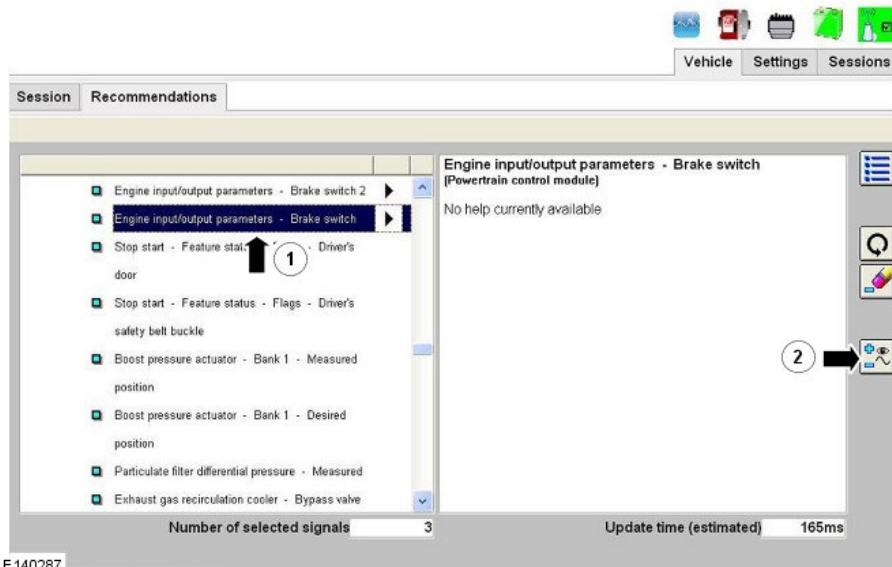 Vehicle Settings Sessions
Session Recommendations
Engine input/output parameters - Brake switch 2
Engine input/output parameters - Brake switch
Stop start - Feature - Driver's
door
Stop start - Feature status - Flags - Driver's
safety belt buckle
Boost pressure actuator - Bank 1 - Measured
position
Boost pressure actuator - Bank 1 - Desired
position
Particulate filter differential pressure - Measured
Exhaust gas recirculation cooler - Bypass valve
Number of selected signals 3
Engine input/output parameters - Brake switch
(Powertrain control module)
No help currently available
Update time (estimated) 165ms
1
2
E140287